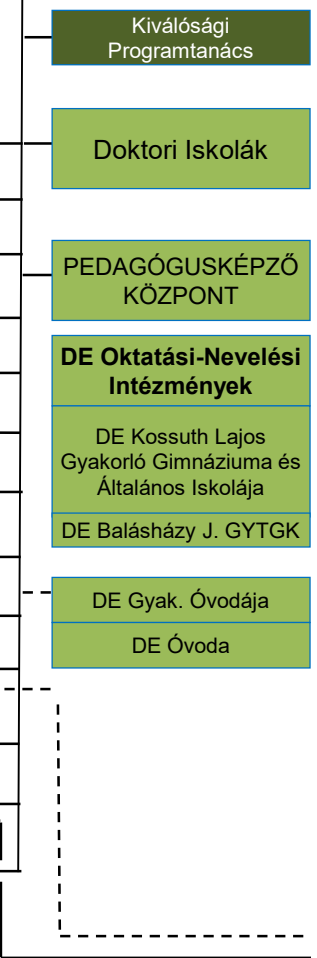 Kiválósági
Programtanács
Doktori Iskolák
PEDAGÓGUSKÉPZŐ
KÖZPONT
DE Oktatási-Nevelési
Intézmények
DE Kossuth Lajos
Gyakorló Gimnáziuma és
Általános Iskolája
DE Balásházy J. GYTGK
DE Gyak. Óvodája
DE Óvoda